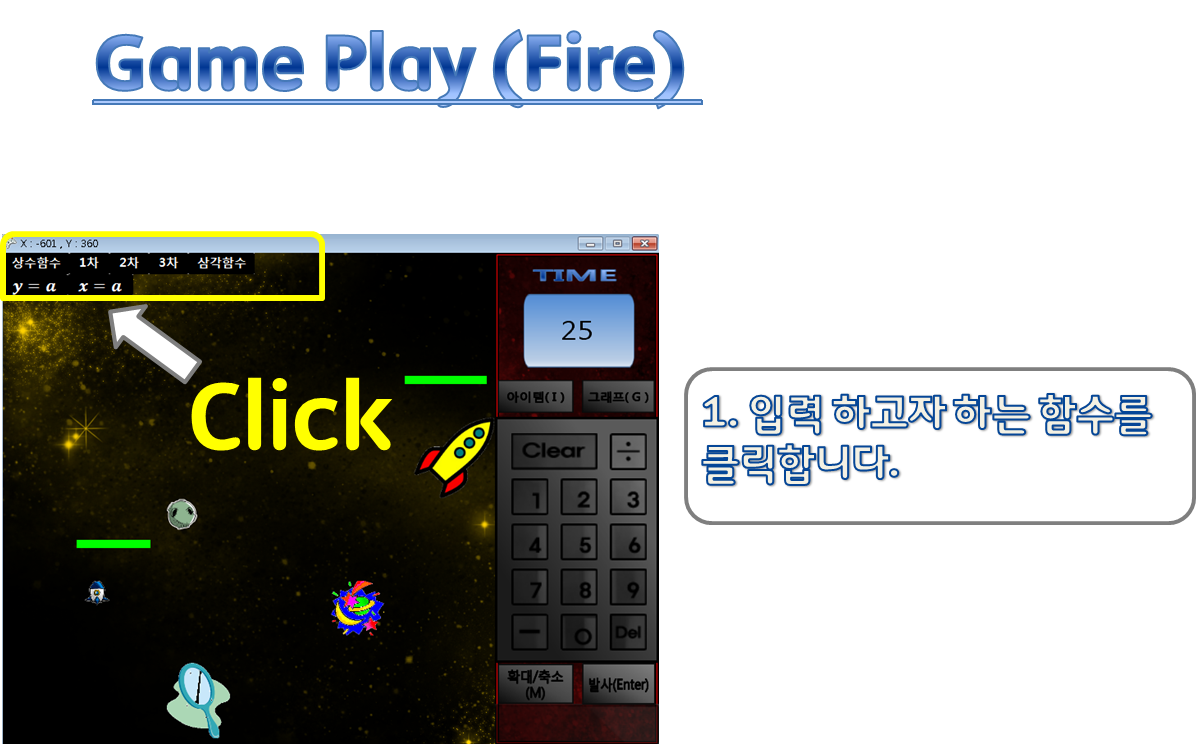 Game Play (Fire)
X : -601 , Y : 360
상수함수 1차 2차 3차 삼각함수
y = a x = a
TIME
25
아이템( I ) 그래프( G )
Click
Clear ÷
1 2 3
4 5 6
7 8 9
— 0 Del
확대/축소
(M)
발사(Enter)
1. 입력 하고자 하는 함수를
클릭합니다.